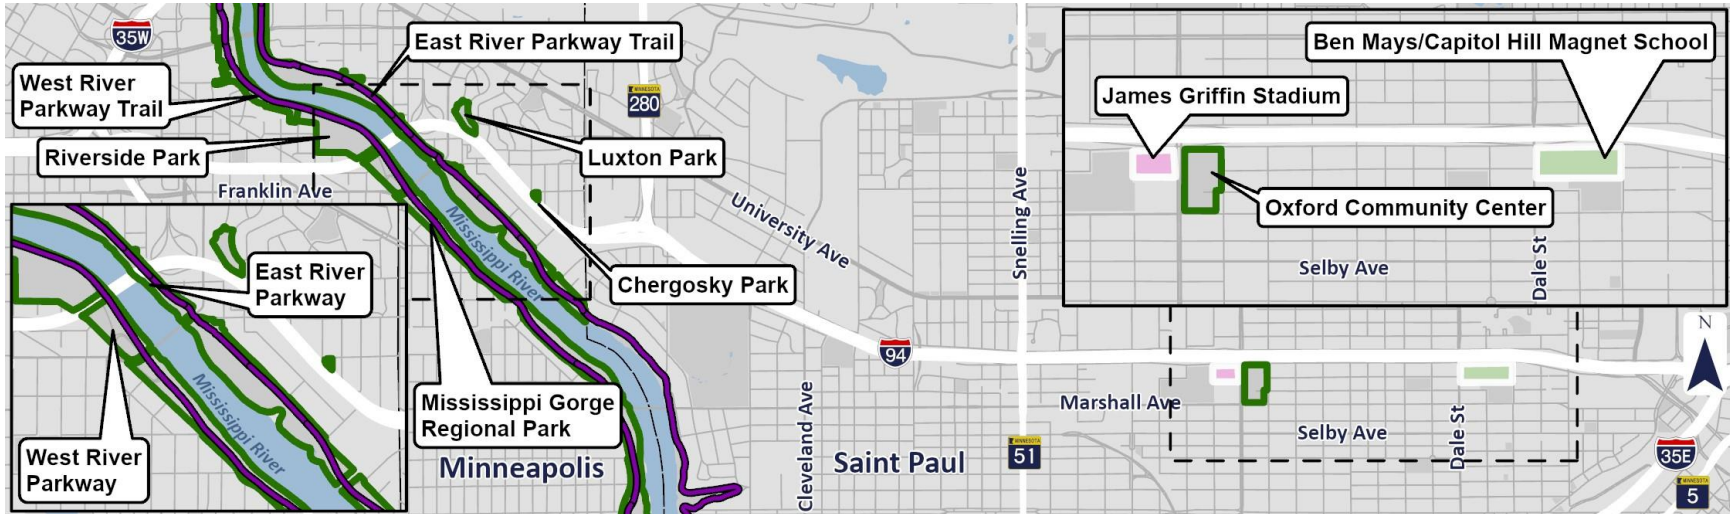 35W
East River Parkway Trail
West River
Parkway Trail
Riverside Park
Franklin Ave
MINNESOTA
280
Luxton Park
University Ave
Mississippi River
Chergosky Park
Mississippi Gorge
Regional Park
Minneapolis
East River
Parkway
Mississippi River
West River
Parkway
Snelling Ave
94
Cleveland Ave
Saint Paul
MINNESOTA
51
Ben Mays/Capitol Hill Magnet School
James Griffin Stadium
Oxford Community Center
Selby Ave
Dale St
Marshall Ave
Selby Ave
Dale St
N
35E
MINNESOTA
5